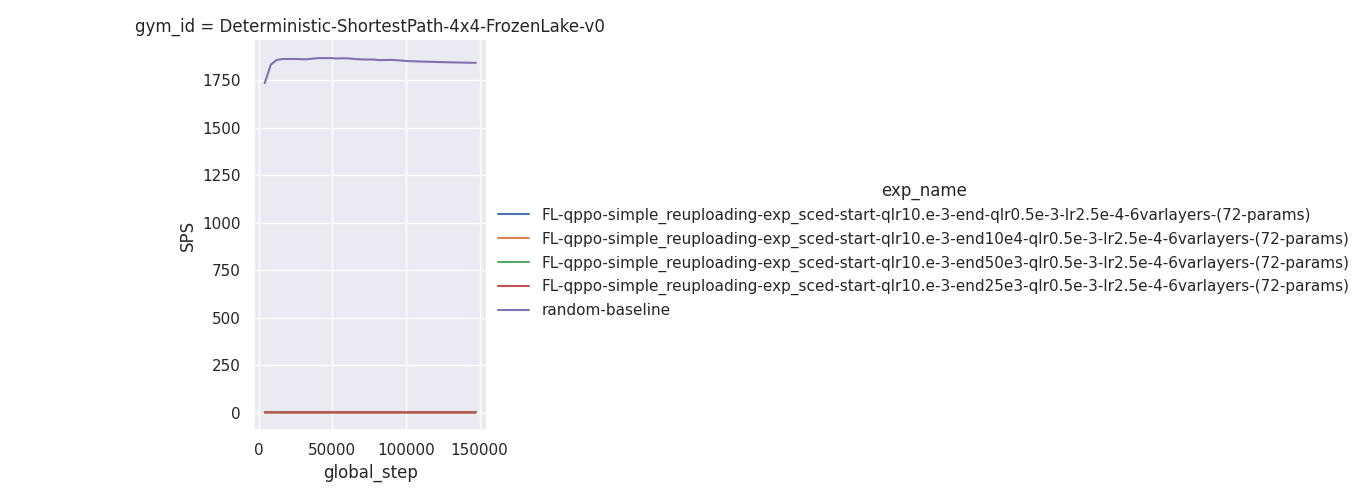 gym_id = Deterministic-ShortestPath-4x4-FrozenLake-v0
1750
1500
1250
1000
750
500
250
0
SPS
0 50000 100000 150000
global_step
exp_name
FL-qppo-simple_reuploading-exp_sced-start-qlr10.e-3-end-qlr0.5e-3-lr2.5e-4-6varlayers-(72-params)
FL-qppo-simple_reuploading-exp_sced-start-qlr10.e-3-end10e4-qlr0.5e-3-lr2.5e-4-6varlayers-(72-params)
FL-qppo-simple_reuploading-exp_sced-start-qlr10.e-3-end50e3-qlr0.5e-3-lr2.5e-4-6varlayers-(72-params)
FL-qppo-simple_reuploading-exp_sced-start-qlr10.e-3-end25e3-qlr0.5e-3-lr2.5e-4-6varlayers-(72-params)
random-baseline